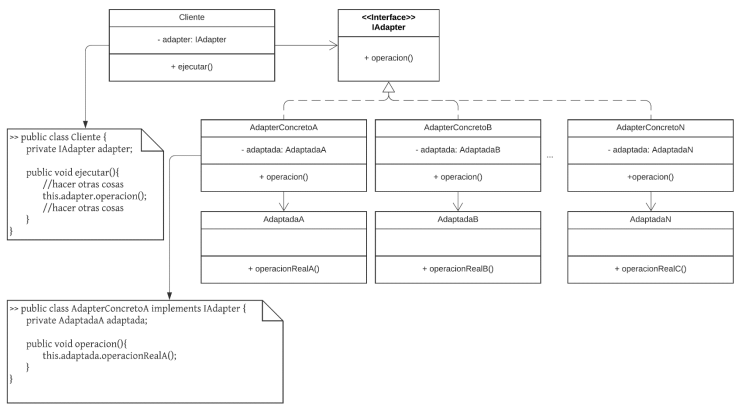 Cliente
- adapter: IAdapter
+ ejecutar()
<<Interface>>
IAdapter
+ operacion()
AdapterConcretoA
- adaptada: AdaptadaA
+ operacion()
AdapterConcretoB
- adaptada: AdaptadaB
+ operacion()
...
AdapterConcretoN
- adaptada: AdaptadaN
+operacion()
>> public class Cliente {
private IAdapter adapter;
public void ejecutar(){
//hacer otras cosas
this.adapter.operacion();
//hacer otras cosas
}
}
AdaptadaA
+ operacionRealA()
AdaptadaB
+ operacionRealB()
AdaptadaN
+ operacionRealC()
>> public class AdapterConcretoA implements IAdapter {
private AdaptadaA adaptada;
public void operacion(){
this.adaptada.operacionRealA();
}
}